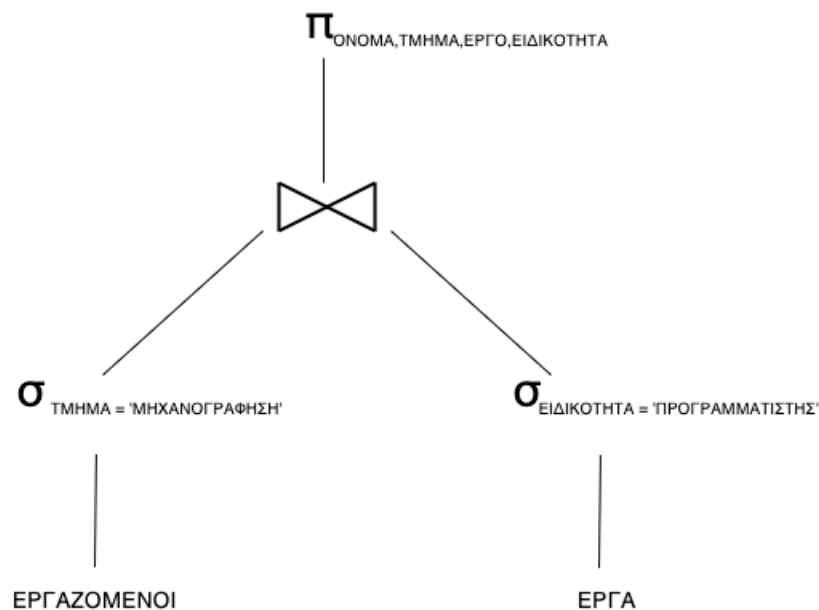 π ΟΝΟΜΑ,ΤΜΗΜΑ,ΕΡΓΟ,ΕΙΔΙΚΟΤΗΤΑ
σ ΤΜΗΜΑ = 'ΜΗΧΑΝΟΓΡΑΦΗΣΗ'
σ ΕΙΔΙΚΟΤΗΤΑ = 'ΠΡΟΓΡΑΜΜΑΤΙΣΤΗΣ'
ΕΡΓΑΖΟΜΕΝΟΙ
ΕΡΓΑ